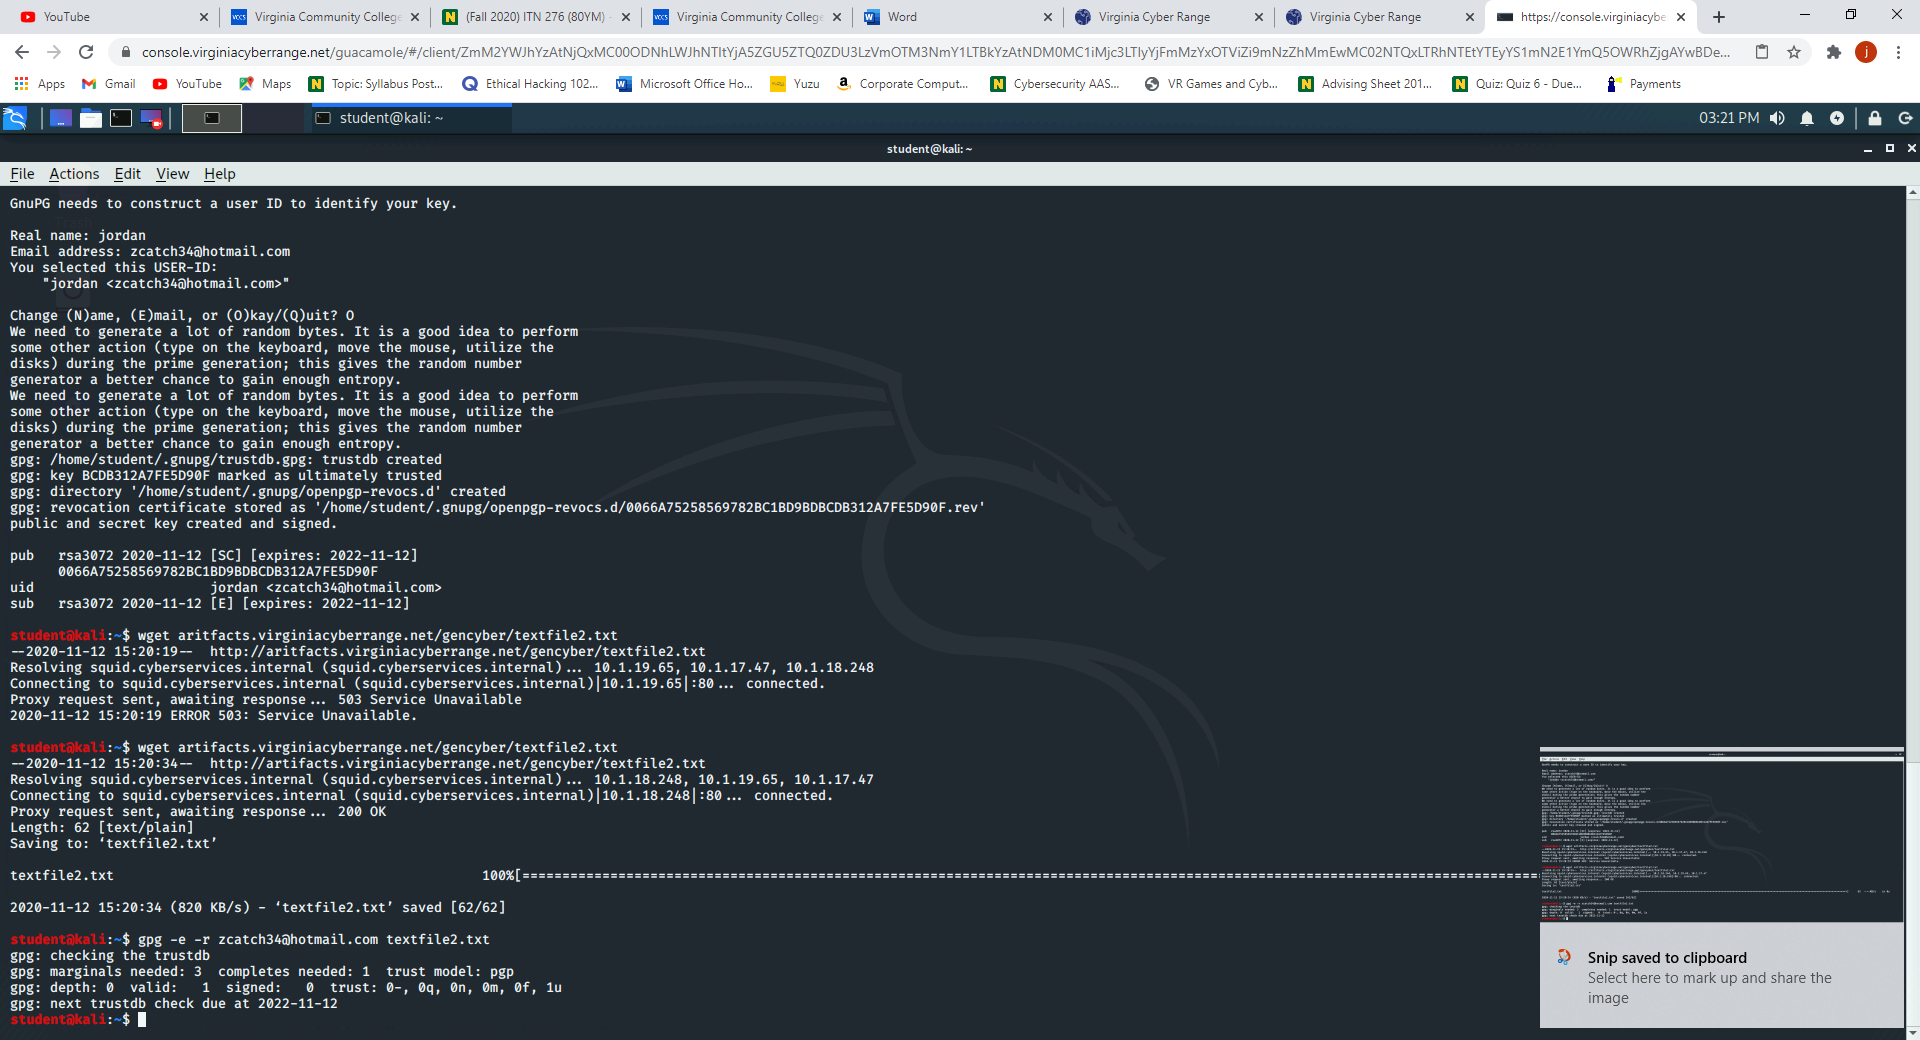 YouTube
Virginia Community College
(Fall 2020) ITN 276 (80YM) -
Virginia Community College
Word
Virginia Cyber Range
Virginia Cyber Range
https://console.virginiacyberran
console.virginiacyberrange.net/guacamole/#/client/
Apps
Gmail
YouTube
Maps
Topic: Syllabus Post...
Ethical Hacking 102...
Microsoft Office Ho...
Yuzu
Corporate Comput...
Cybersecurity AAS...
VR Games and Cyb...
Advising Sheet 201...
Quiz: Quiz 6 - Due...
Payments
student@kali: ~
03:21 PM
student@kali: ~
File Actions Edit View Help
GnuPG needs to construct a user ID to identify your key.
Real name: jordan
Email address: zcatch34@hotmail.com
You selected this USER-ID:
"jordan <zcatch34@hotmail.com>"
Change (N)ame, (E)mail, or (O)kay/(Q)uit? O
We need to generate a lot of random bytes. It is a good idea to perform
some other action (type on the keyboard, move the mouse, utilize the
disks) during the prime generation; this gives the random number
generator a better chance to gain enough entropy.
We need to generate a lot of random bytes. It is a good idea to perform
some other action (type on the keyboard, move the mouse, utilize the
disks) during the prime generation; this gives the random number
generator a better chance to gain enough entropy.
gpg: /home/student/.gnupg/trustdb.gpg: trustdb created
gpg: key BCDB312A7FE5D90F marked as ultimately trusted
gpg: directory '/home/student/.gnupg/openpgp-revocs.d' created
gpg: revocation certificate stored as '/home/student/.gnupg/openpgp-revocs.d/0066A75258569782BC1BD9BDBCDB312A7FE5D90F.rev'
public and secret key created and signed.
pub rsa3072 2020-11-12 [SC] [expires: 2022-11-12]
0066A75258569782BC1BD9BDBCDB312A7FE5D90F
uid jordan <zcatch34@hotmail.com>
sub rsa3072 2020-11-12 [E] [expires: 2022-11-12]
student@kali:~$ wget aritfacts.virginiacyberrange.net/gencyber/textfile2.txt
--2020-11-12 15:20:19-- http://aritfacts.virginiacyberrange.net/gencyber/textfile2.txt
Resolving squid.cyberservices.internal (squid.cyberservices.internal)... 10.1.19.65, 10.1.17.47, 10.1.18.248
Connecting to squid.cyberservices.internal (squid.cyberservices.internal)|10.1.19.65|:80... connected.
Proxy request sent, awaiting response... 503 Service Unavailable
2020-11-12 15:20:19 ERROR 503: Service Unavailable.
student@kali:~$ wget artifacts.virginiacyberrange.net/gencyber/textfile2.txt
--2020-11-12 15:20:34-- http://artifacts.virginiacyberrange.net/gencyber/textfile2.txt
Resolving squid.cyberservices.internal (squid.cyberservices.internal)... 10.1.18.248, 10.1.19.65, 10.1.17.47
Connecting to squid.cyberservices.internal (squid.cyberservices.internal)|10.1.18.248|:80... connected.
Proxy request sent, awaiting response... 200 OK
Length: 62 [text/plain]
Saving to: ‘textfile2.txt’
textfile2.txt 100%[==============================
2020-11-12 15:20:34 (820 KB/s) - ‘textfile2.txt’ saved [62/62]
student@kali:~$ gpg -e -r zcatch34@hotmail.com textfile2.txt
gpg: checking the trustdb
gpg: marginals needed: 3 completes needed: 1 trust model: pgp
gpg: depth: 0 valid: 1 signed: 0 trust: 0-, 0q, 0n, 0m, 0f, 1u
gpg: next trustdb check due at 2022-11-12
student@kali:~$
Snip saved to clipboard
Select here to mark up and share the
image